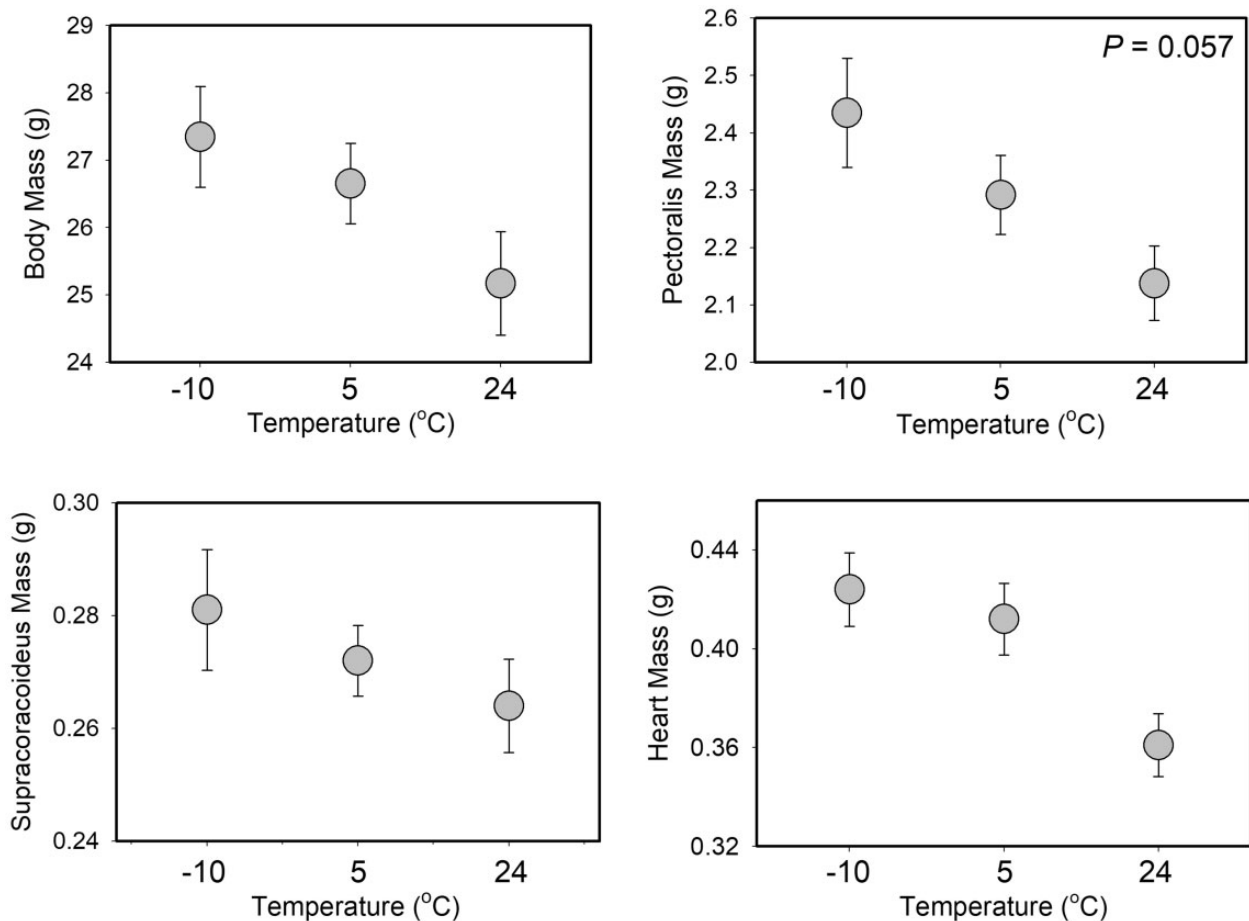 Body Mass (g)
29
28
27
26
25
24
-10 5 24
Temperature (°C)
Pectoralis Mass (g)
2.6
2.5
2.4
2.3
2.2
2.1
2.0
P = 0.057
-10 5 24
Temperature (°C)
Supracoracoideus Mass (g)
0.30
0.28
0.26
0.24
-10 5 24
Temperature (°C)
Heart Mass (g)
0.44
0.40
0.36
0.32
-10 5 24
Temperature (°C)